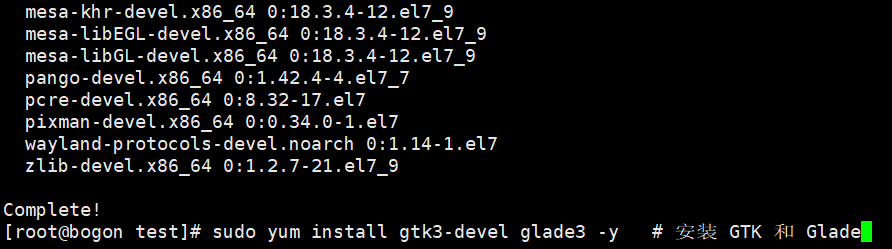 mesa-khr-devel.x86_64 0:18.3.4-12.el7_9
mesa-libEGL-devel.x86_64 0:18.3.4-12.el7_9
mesa-libGL-devel.x86_64 0:18.3.4-12.el7_9
pango-devel.x86_64 0:1.42.4-4.el7_7
pcre-devel.x86_64 0:8.32-17.el7
pixman-devel.x86_64 0:0.34.0-1.el7
wayland-protocols-devel.noarch 0:1.14-1.el7
zlib-devel.x86_64 0:1.2.7-21.el7_9
Complete!
[root@bogon test]# sudo yum install gtk3-devel glade3 -y   # 安装 GTK 和 Glade